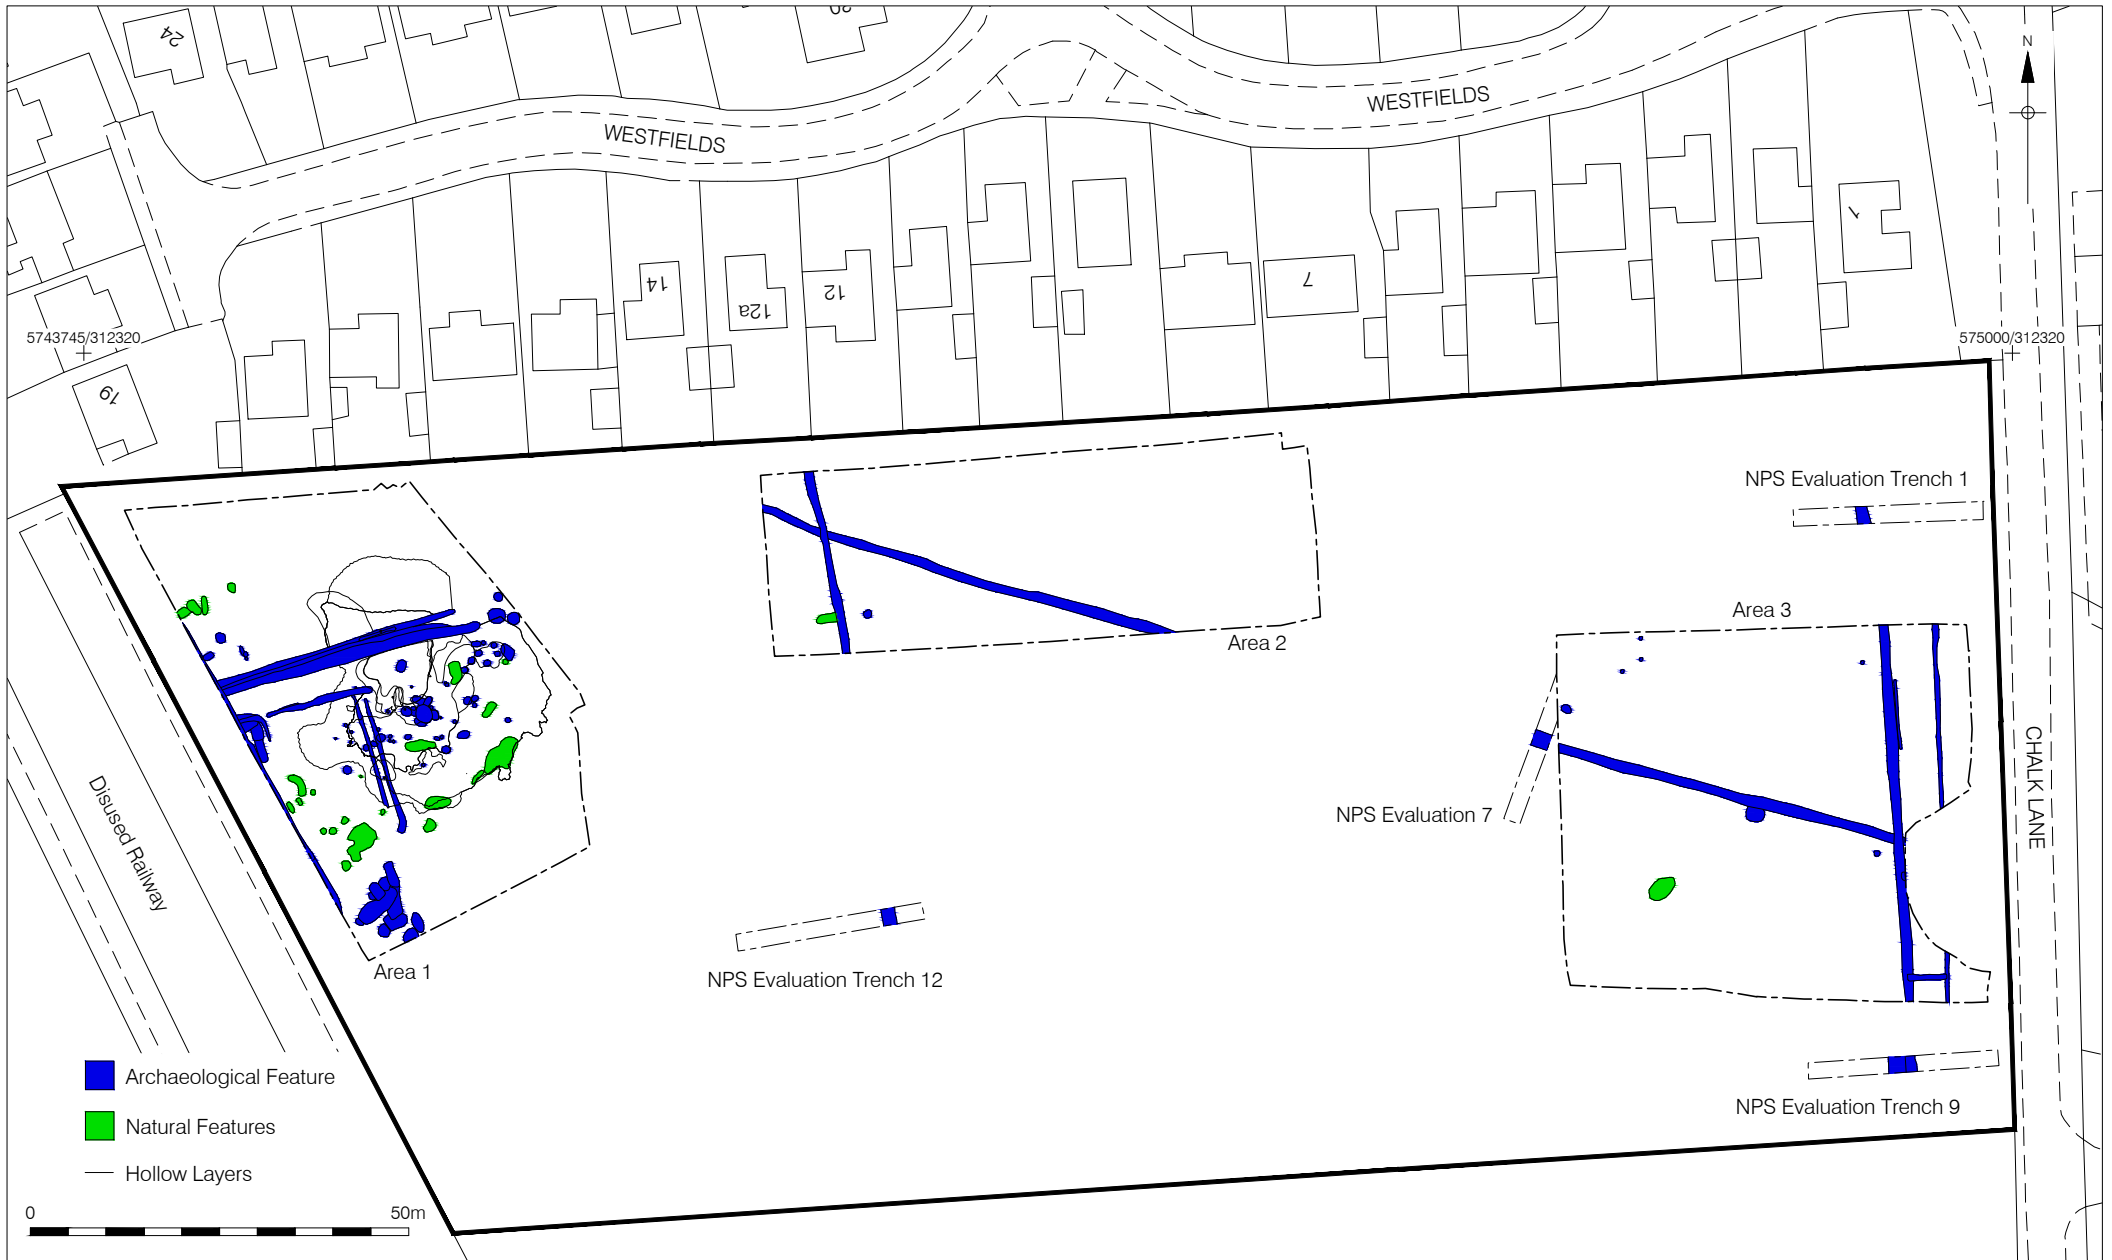 24
20
N
WESTFIELDS
WESTFIELDS
1
14
12a
12
7
5743745/312320
575000/312320
19
NPS Evaluation Trench 1
Area 3
Area 2
CHALK LANE
NPS Evaluation 7
Disused Railway
Area 1
NPS Evaluation Trench 12
Archaeological Feature
NPS Evaluation Trench 9
Natural Features
Hollow Layers
0 50m